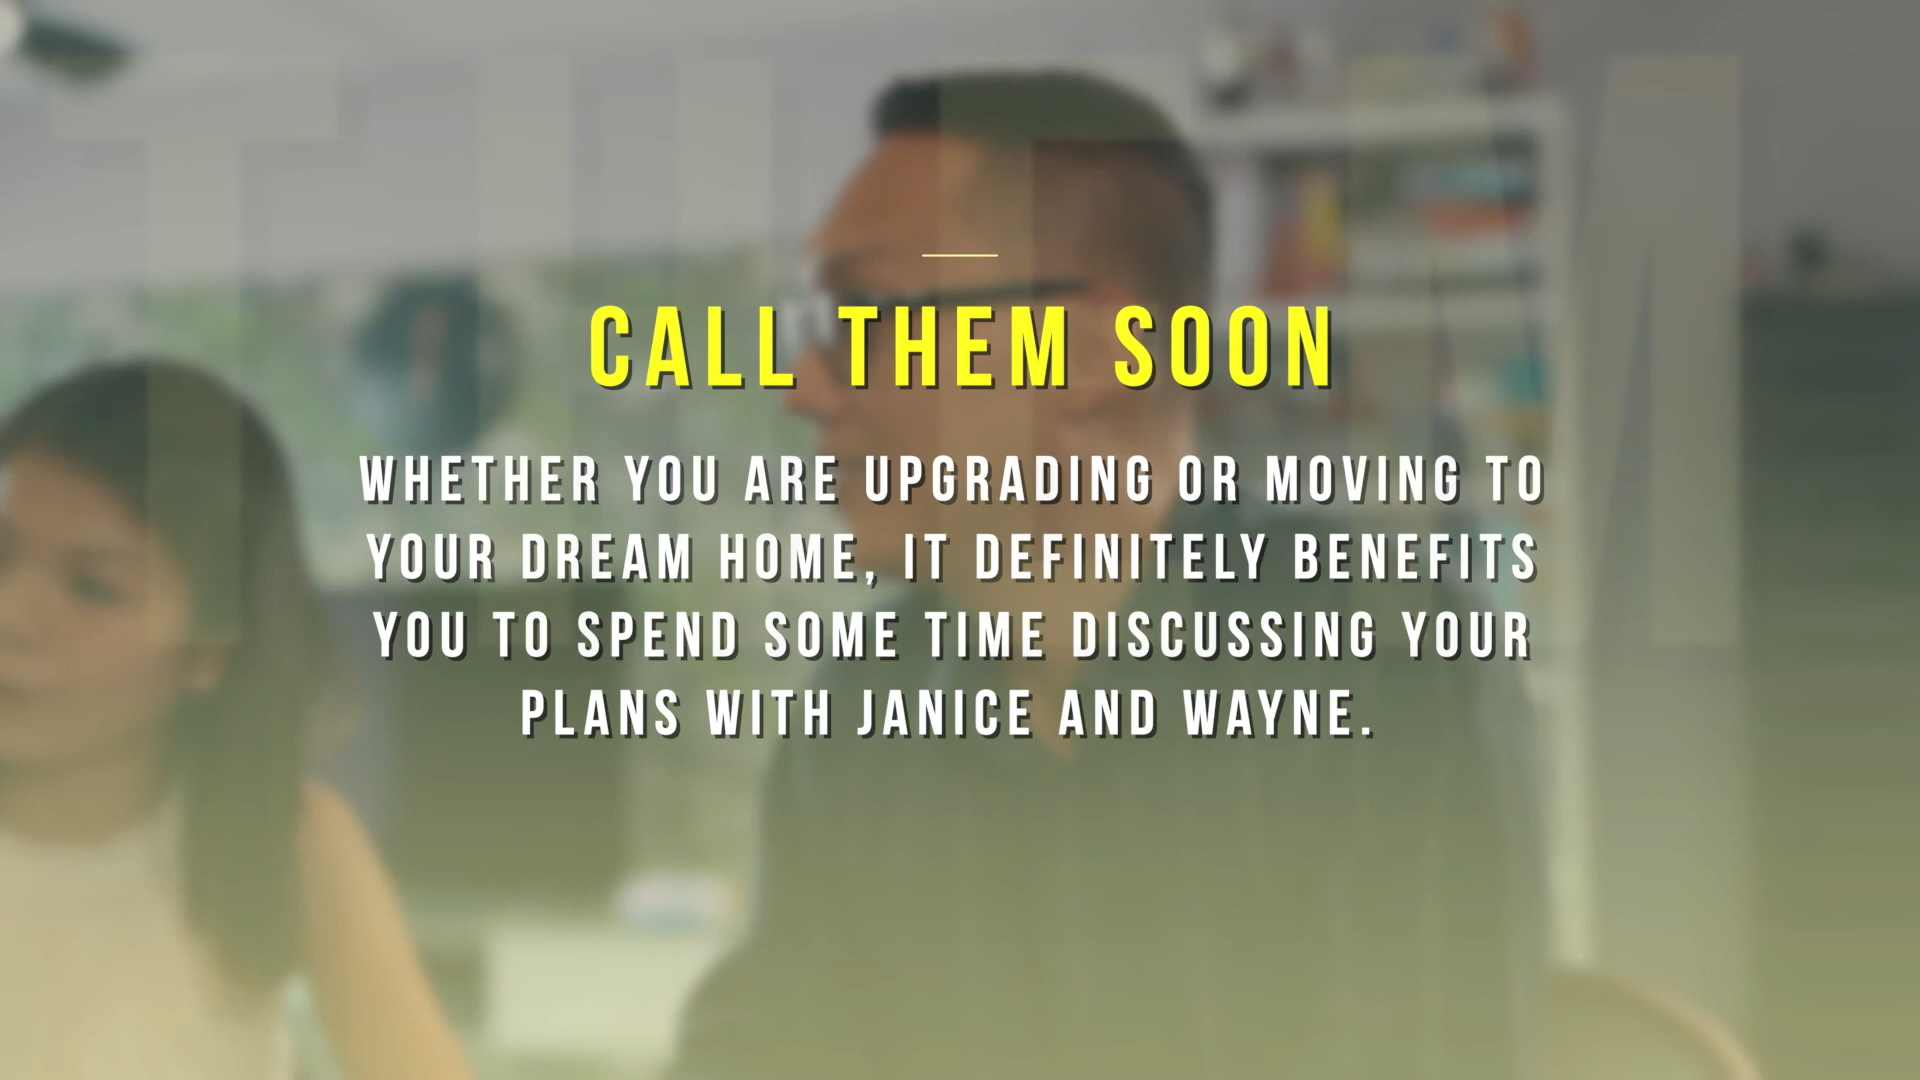 CALL THEM SOON
WHETHER YOU ARE UPGRADING OR MOVING TO
YOUR DREAM HOME, IT DEFINITELY BENEFITS
YOU TO SPEND SOME TIME DISCUSSING YOUR
PLANS WITH JANICE AND WAYNE.